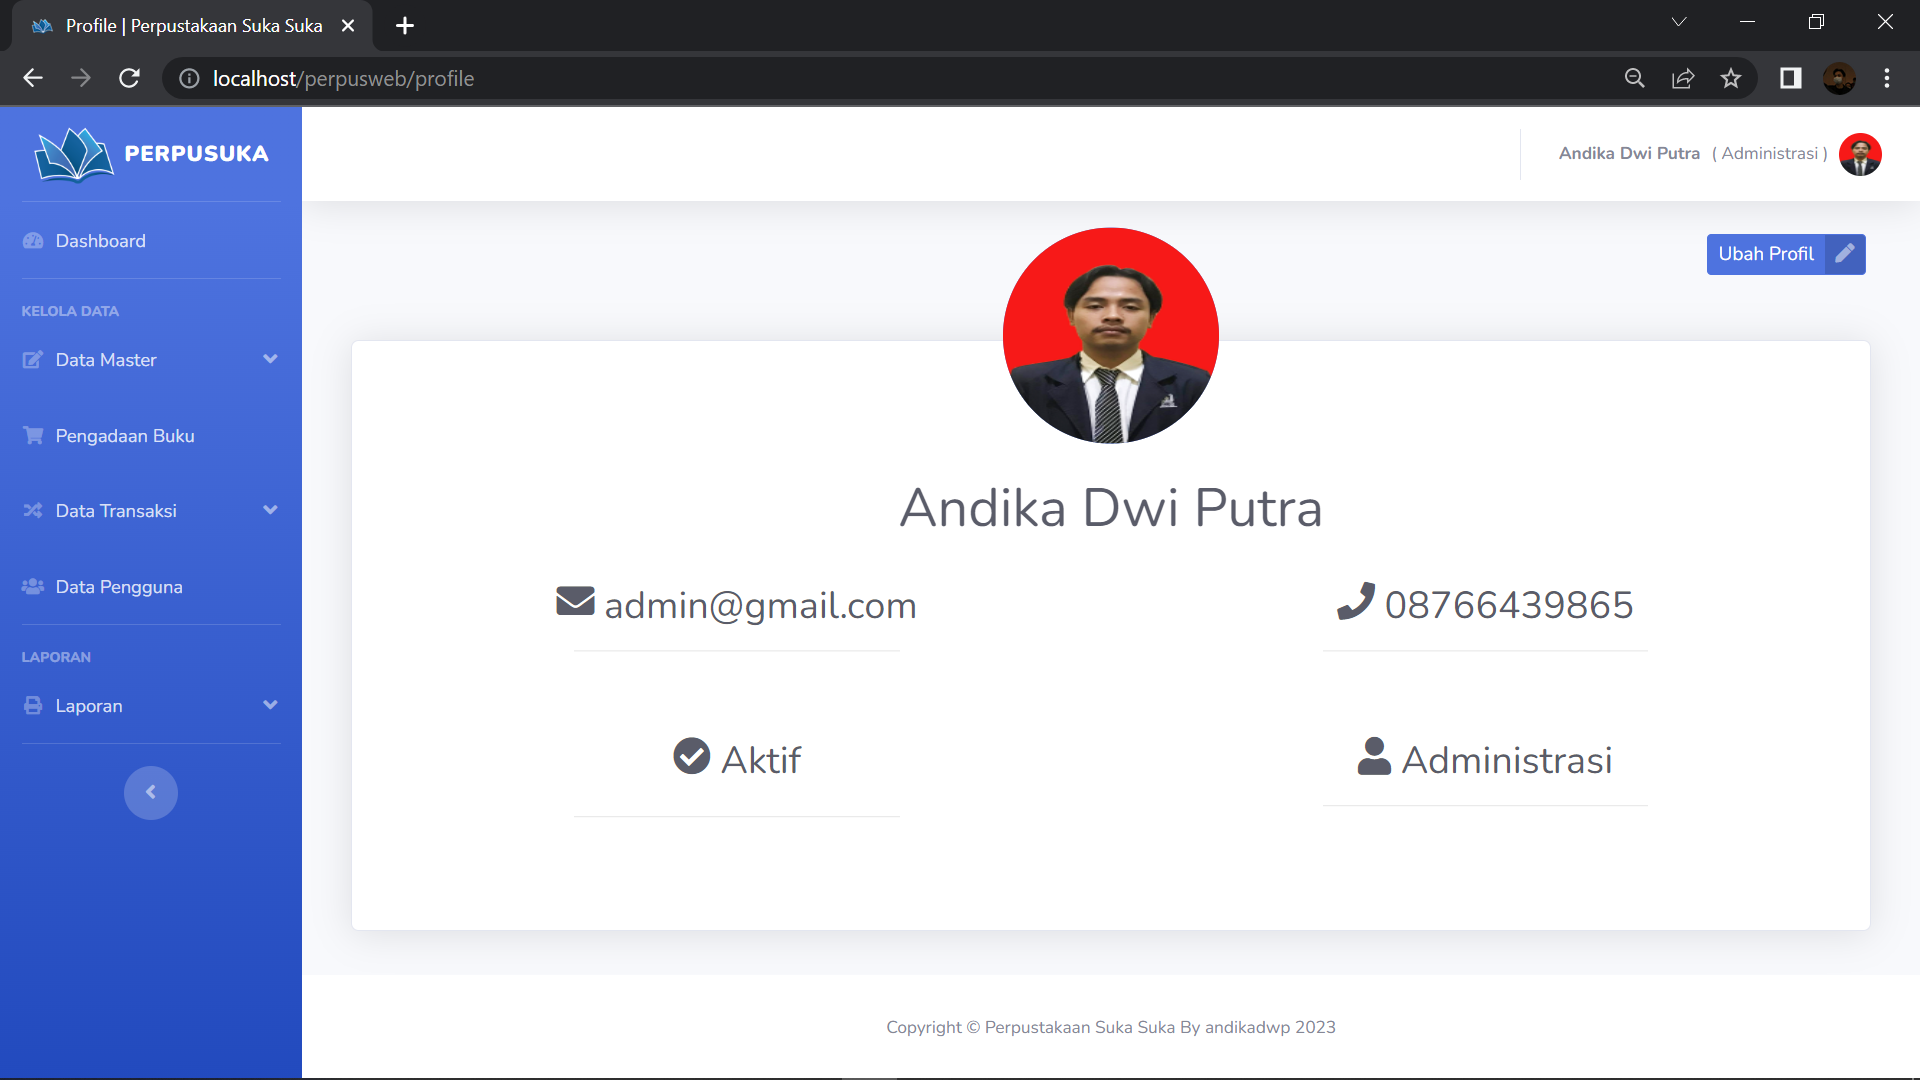 Profile | Perpustakaan Suka Suka
localhost/perpusweb/profile
PERPUSUKA
Andika Dwi Putra ( Administrasi )
Dashboard
Ubah Profil
KELOLA DATA
Data Master
Pengadaan Buku
Data Transaksi
Data Pengguna
LAPORAN
Laporan
Andika Dwi Putra
admin@gmail.com
08766439865
Aktif
Administrasi
Copyright © Perpustakaan Suka Suka By andikadwp 2023